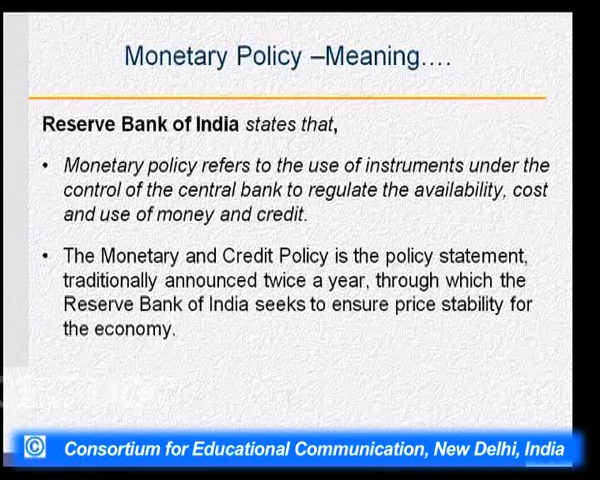 Monetary Policy –Meaning….
Reserve Bank of India states that,
• Monetary policy refers to the use of instruments under the
control of the central bank to regulate the availability, cost
and use of money and credit.
• The Monetary and Credit Policy is the policy statement,
traditionally announced twice a year, through which the
Reserve Bank of India seeks to ensure price stability for
the economy.
© Consortium for Educational Communication, New Delhi, India